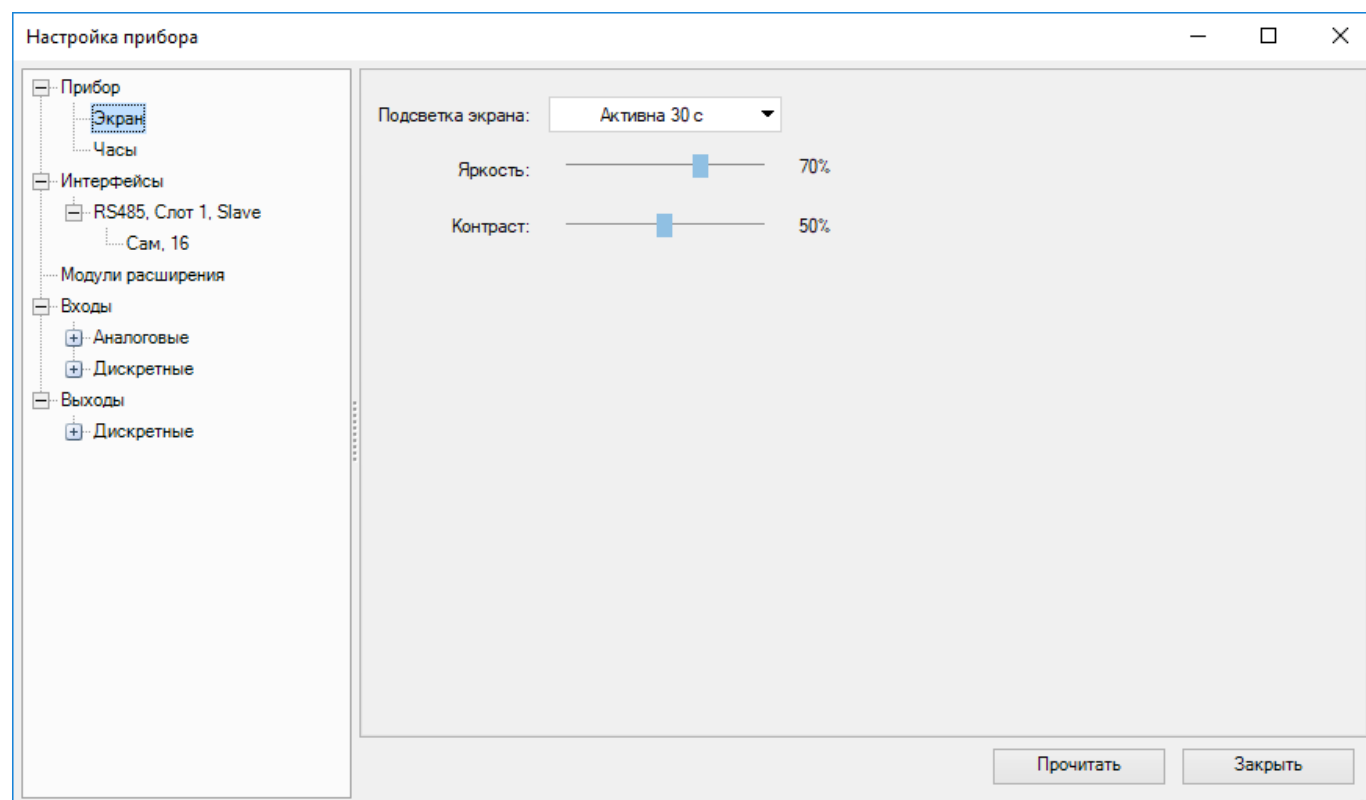 Настройка прибора
Прибор
Экран
Часы
Интерфейсы
RS485, Слот 1, Slave
Сам, 16
Модули расширения
Входы
Аналоговые
Дискретные
Выходы
Дискретные
Подсветка экрана: Активна 30 с
Яркость: 70%
Контраст: 50%
Прочитать Закрыть